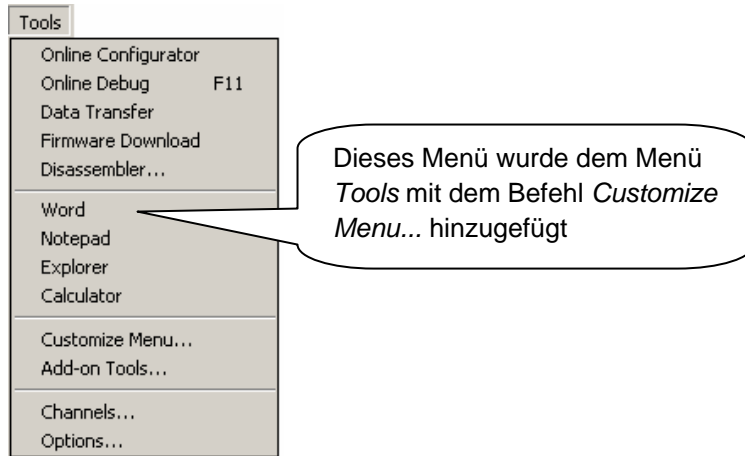 Tools
Online Configurator
Online Debug F11
Data Transfer
Firmware Download
Disassembler...
Word
Notepad
Explorer
Calculator
Customize Menu...
Add-on Tools...
Channels...
Options...
Dieses Menü wurde dem Menü
Tools mit dem Befehl Customize
Menu... hinzugefügt